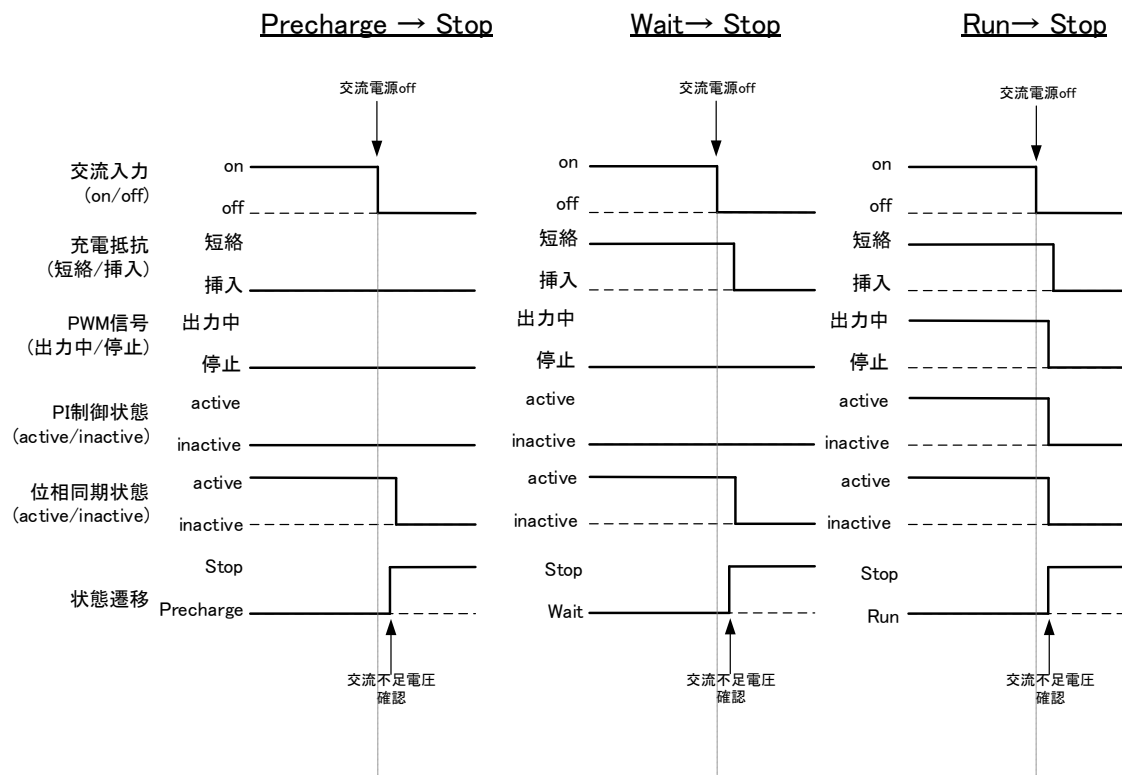 Precharge → Stop
Wait→ Stop
Run→ Stop
交流電源off
交流電源off
交流電源off
交流入力
(on/off)
on
off
on
off
on
off
充電抵抗
(短絡/挿入)
短絡
挿入
短絡
挿入
短絡
挿入
PWM信号
(出力中/停止)
出力中
停止
出力中
停止
出力中
停止
PI制御状態
(active/inactive)
active
inactive
active
inactive
active
inactive
位相同期状態
(active/inactive)
active
inactive
active
inactive
active
inactive
状態遷移
Stop
Precharge
Stop
Wait
Stop
Run
交流不足電圧
確認
交流不足電圧
確認
交流不足電圧
確認